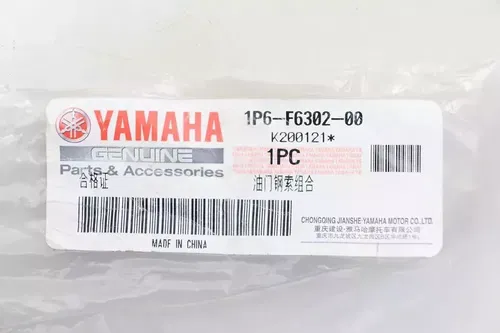 YAMAHA
GENUINE
Parts & Accessories
合格证
1P6-F6302-00
K200121*
1PC
油门钢索组合
MADE IN CHINA
CHONGQING JIANSHE·YAMAHA MOTOR CO.,LTD.
重庆建设·雅马哈摩托车有限公司